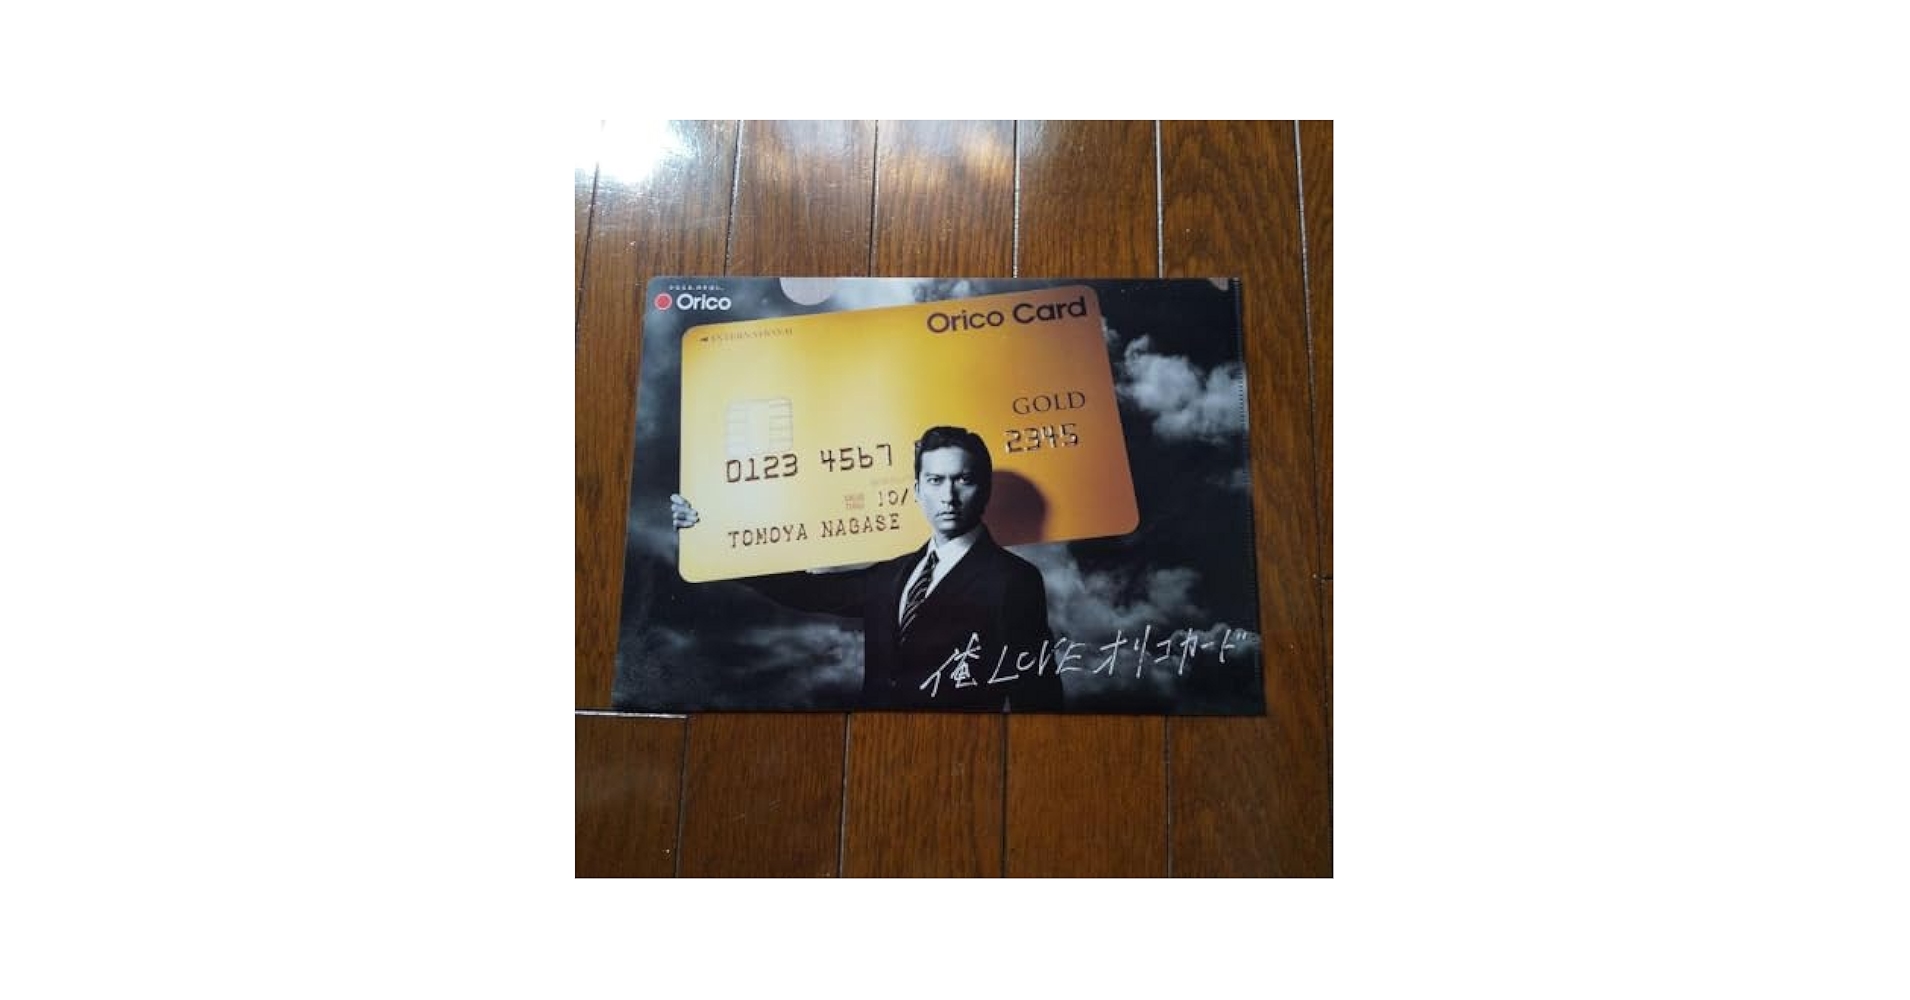 Orico
Orico Card
INTERNATIONAL
GOLD
0123 4567 2345
10/
TOMOYA NAGASE
俺LOVEオリコカード